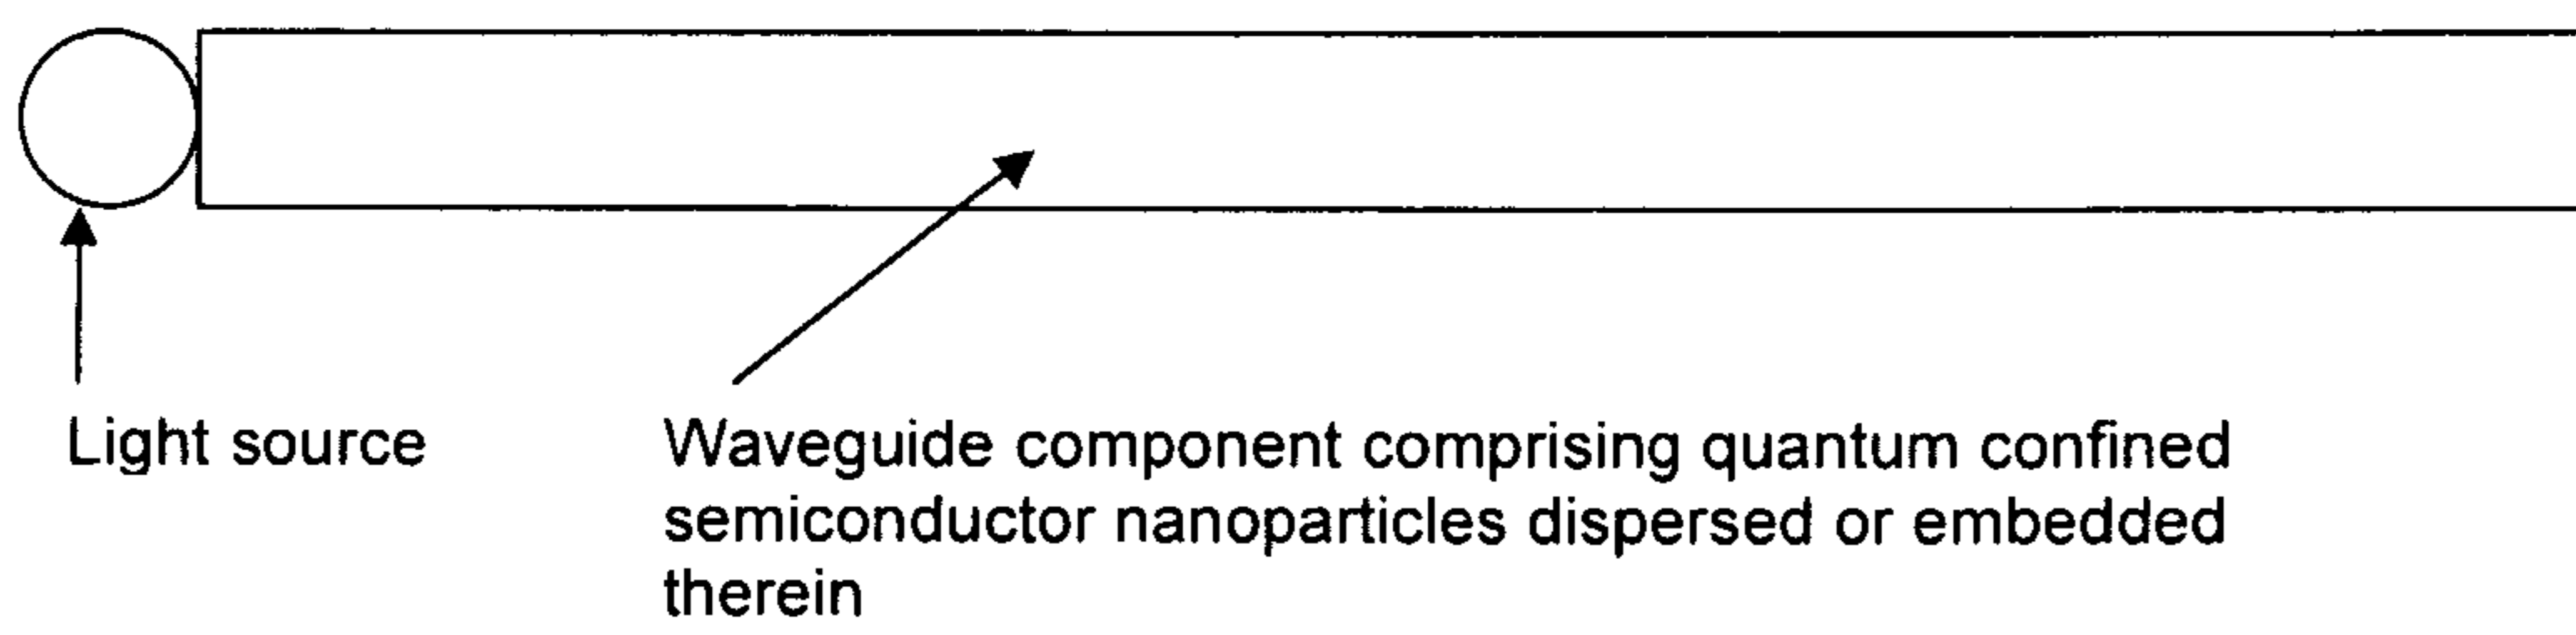 Light source
Waveguide component comprising quantum confined
semiconductor nanoparticles dispersed or embedded
therein